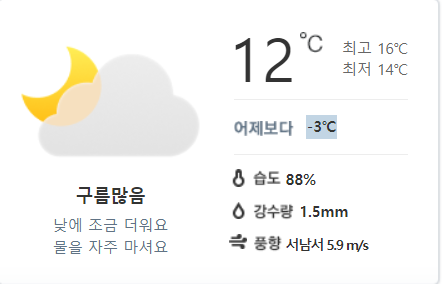 12℃
최고 16℃
최저 14℃
어제보다 -3℃
구름많음
낮에 조금 더워요
물을 자주 마셔요
습도 88%
강수량 1.5mm
풍향 서남서 5.9 m/s